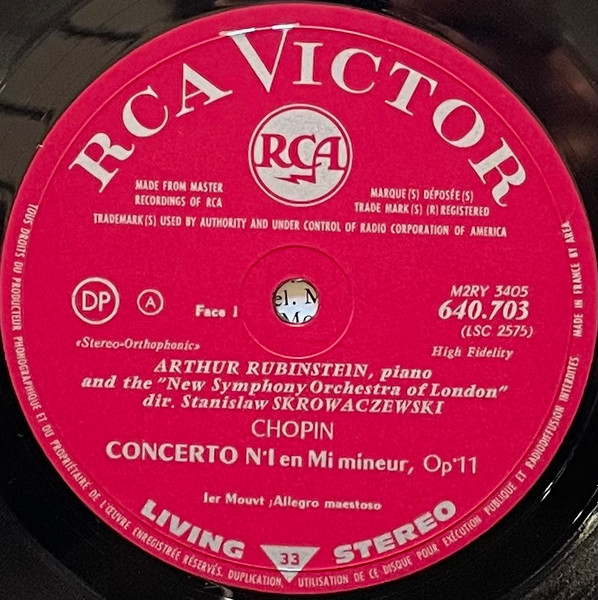 RCA VICTOR
RCA
MADE FROM MASTER
RECORDINGS OF RCA
MARQUE(S) DÉPOSÉE(S)
TRADE MARK(S) (R) REGISTERED
TRADEMARK(S) USED BY AUTHORITY AND UNDER CONTROL OF RADIO CORPORATION OF AMERICA
DP
A
Face 1
el. M
M2RY 3405
640.703
(LSC 2575)
«Stereo-Orthophonic»
High Fidelity
ARTHUR RUBINSTEIN, piano
and the "New Symphony Orchestra of London"
dir. Stanislaw SKROWACZEWSKI
CHOPIN
CONCERTO N°1 en Mi mineur, Op°11
1er Mouvt ;Allegro maestoso
LIVING 33 STEREO
TOUS DROITS DU PRODUCTEUR PHONOGRAPHIQUE ET DU PROPRIÉTAIRE DE L'ŒUVRE ENREGISTRÉE RÉSERVÉS. DUPLICATION, UTILISATION DE CE DISQUE POUR EXÉCUTION PUBLIQUE ET RADIODIFFUSION INTERDITES
MADE IN FRANCE BY AREA